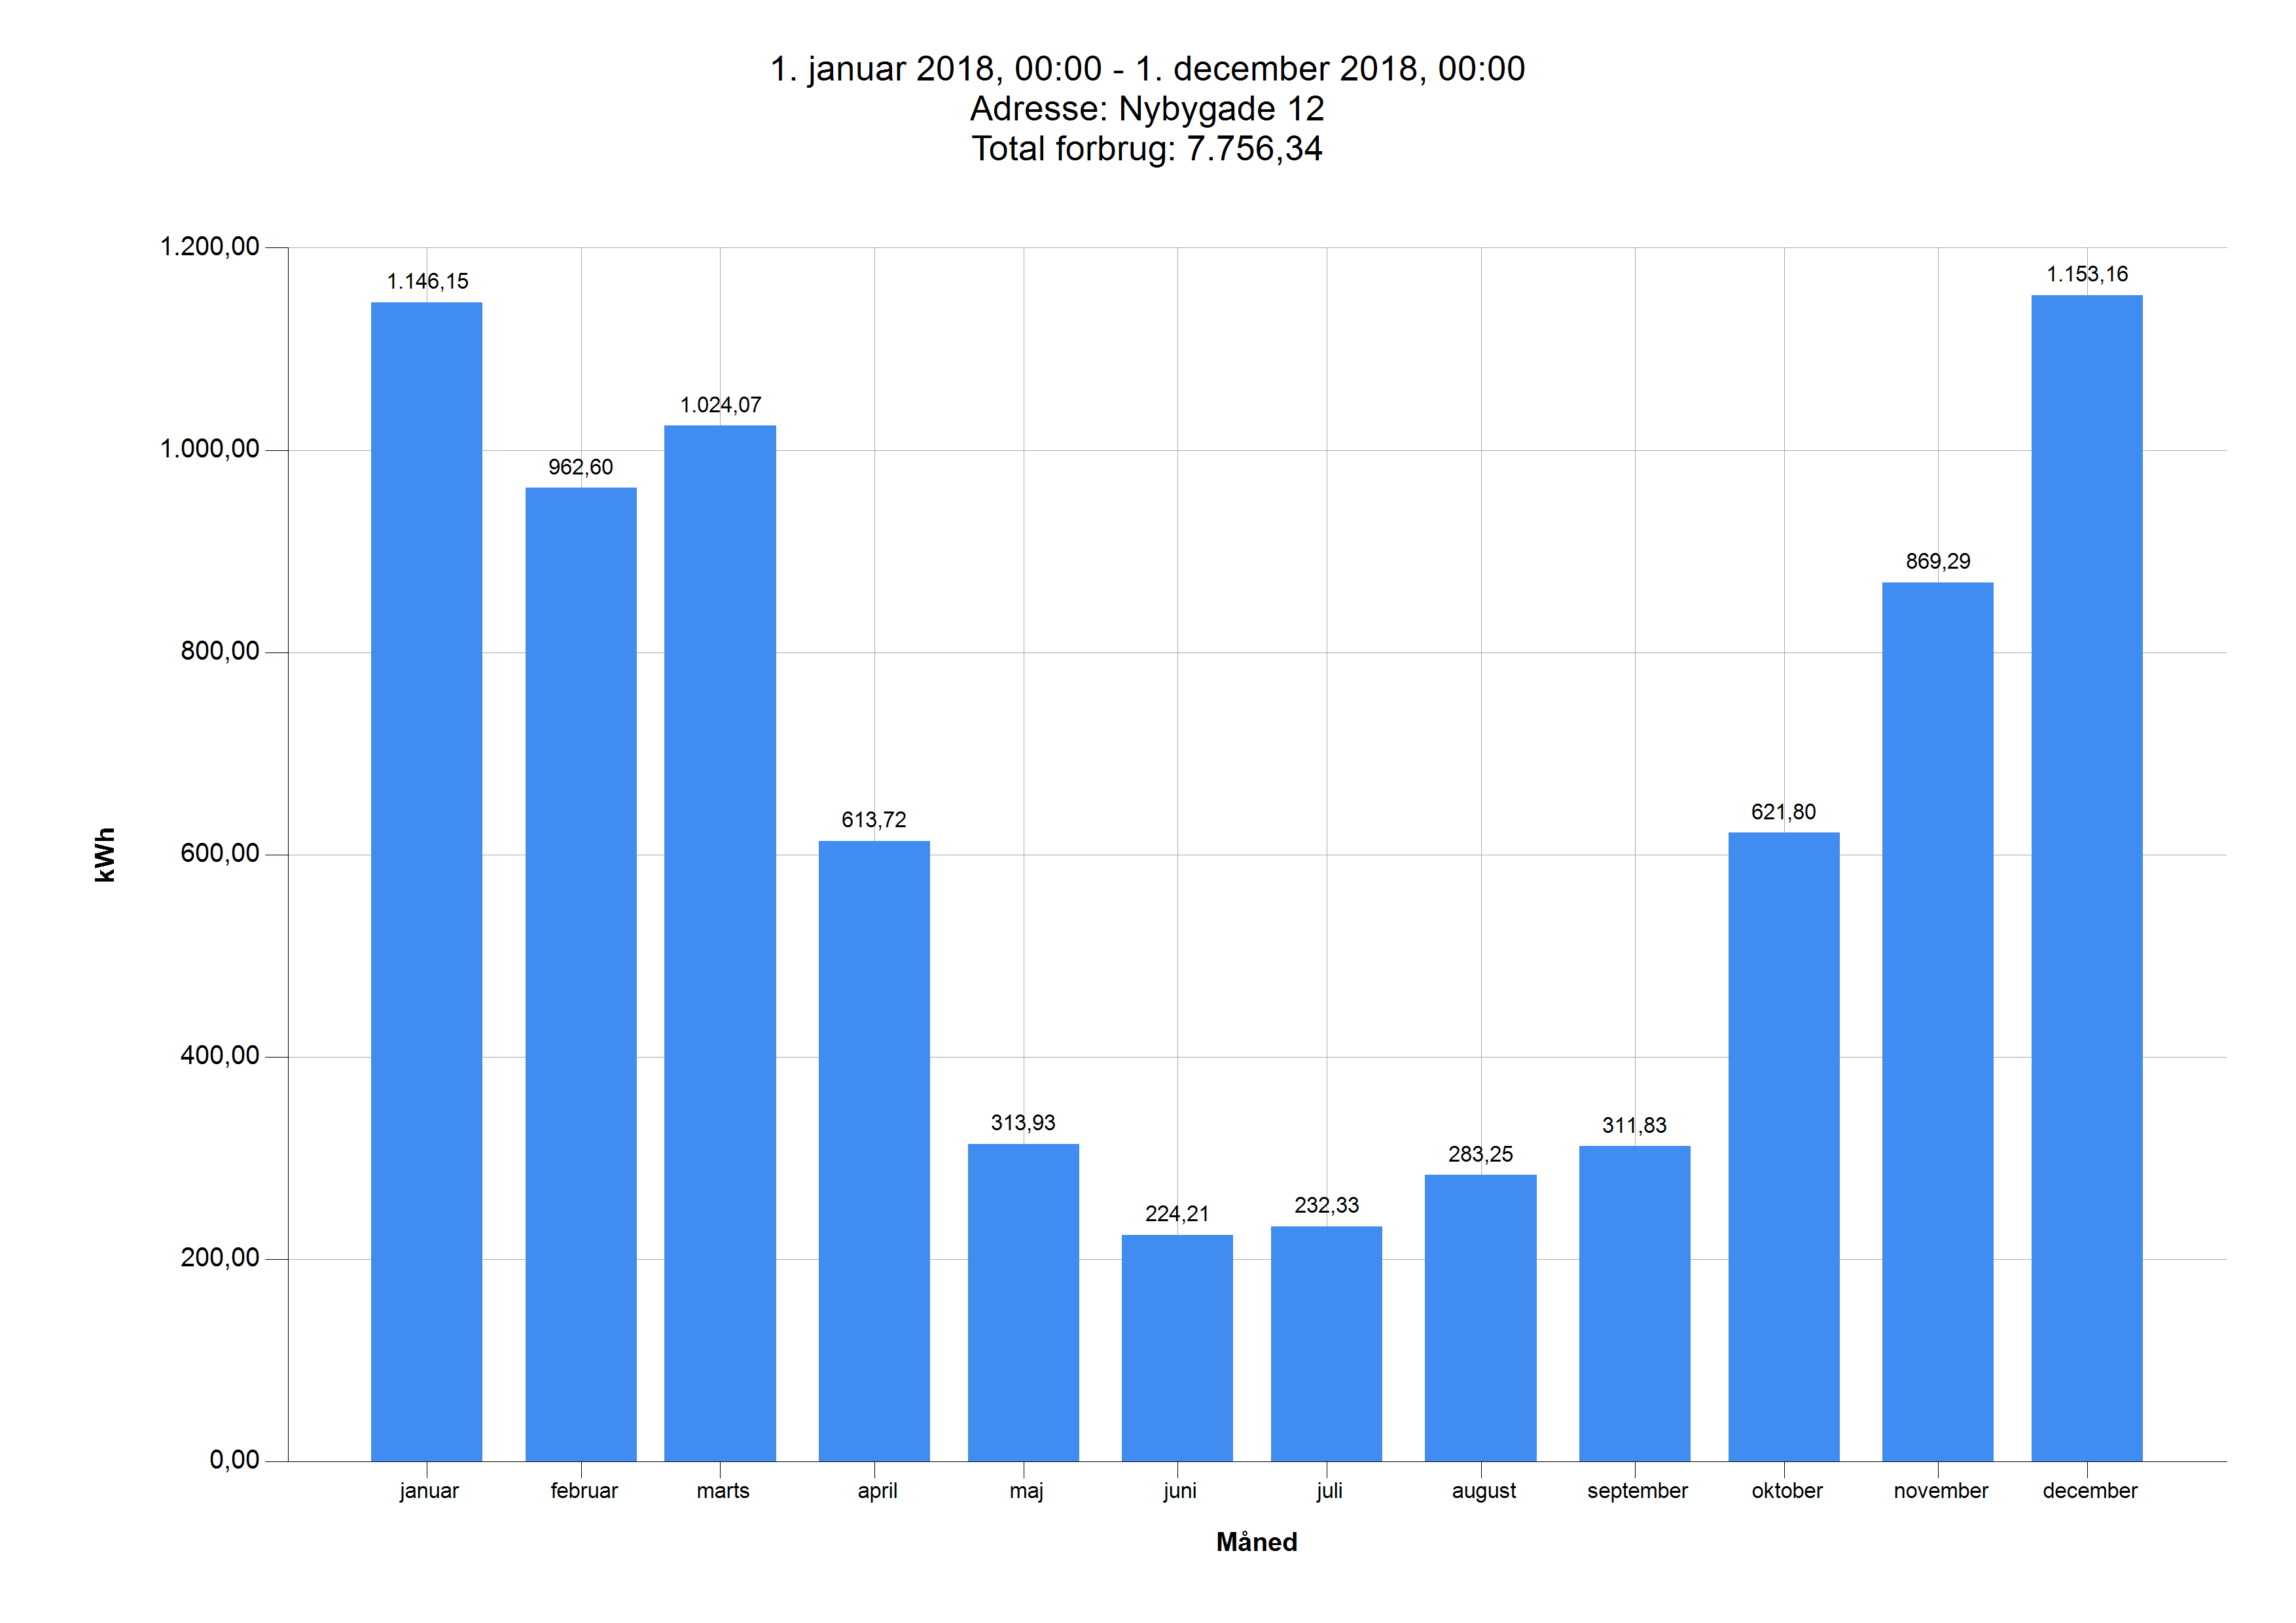 1. januar 2018, 00:00 - 1. december 2018, 00:00
Adresse: Nybygade 12
Total forbrug: 7.756,34
1.200,00
1.000,00
800,00
600,00
400,00
200,00
0,00
kWh
1.146,15
962,60
1.024,07
613,72
313,93
224,21
232,33
283,25
311,83
621,80
869,29
1.153,16
januar
februar
marts
april
maj
juni
juli
august
september
oktober
november
december
Måned